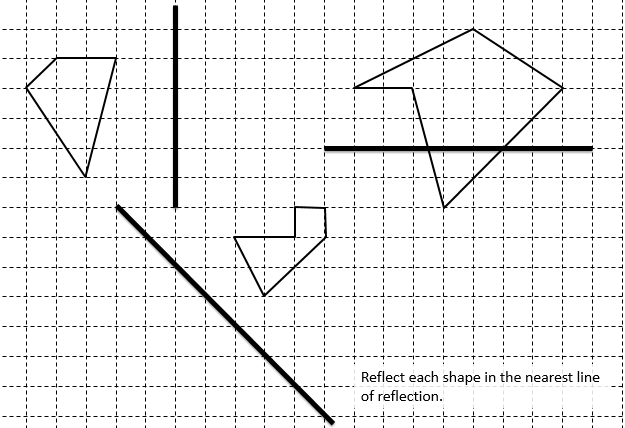 Reflect each shape in the nearest line
of reflection.